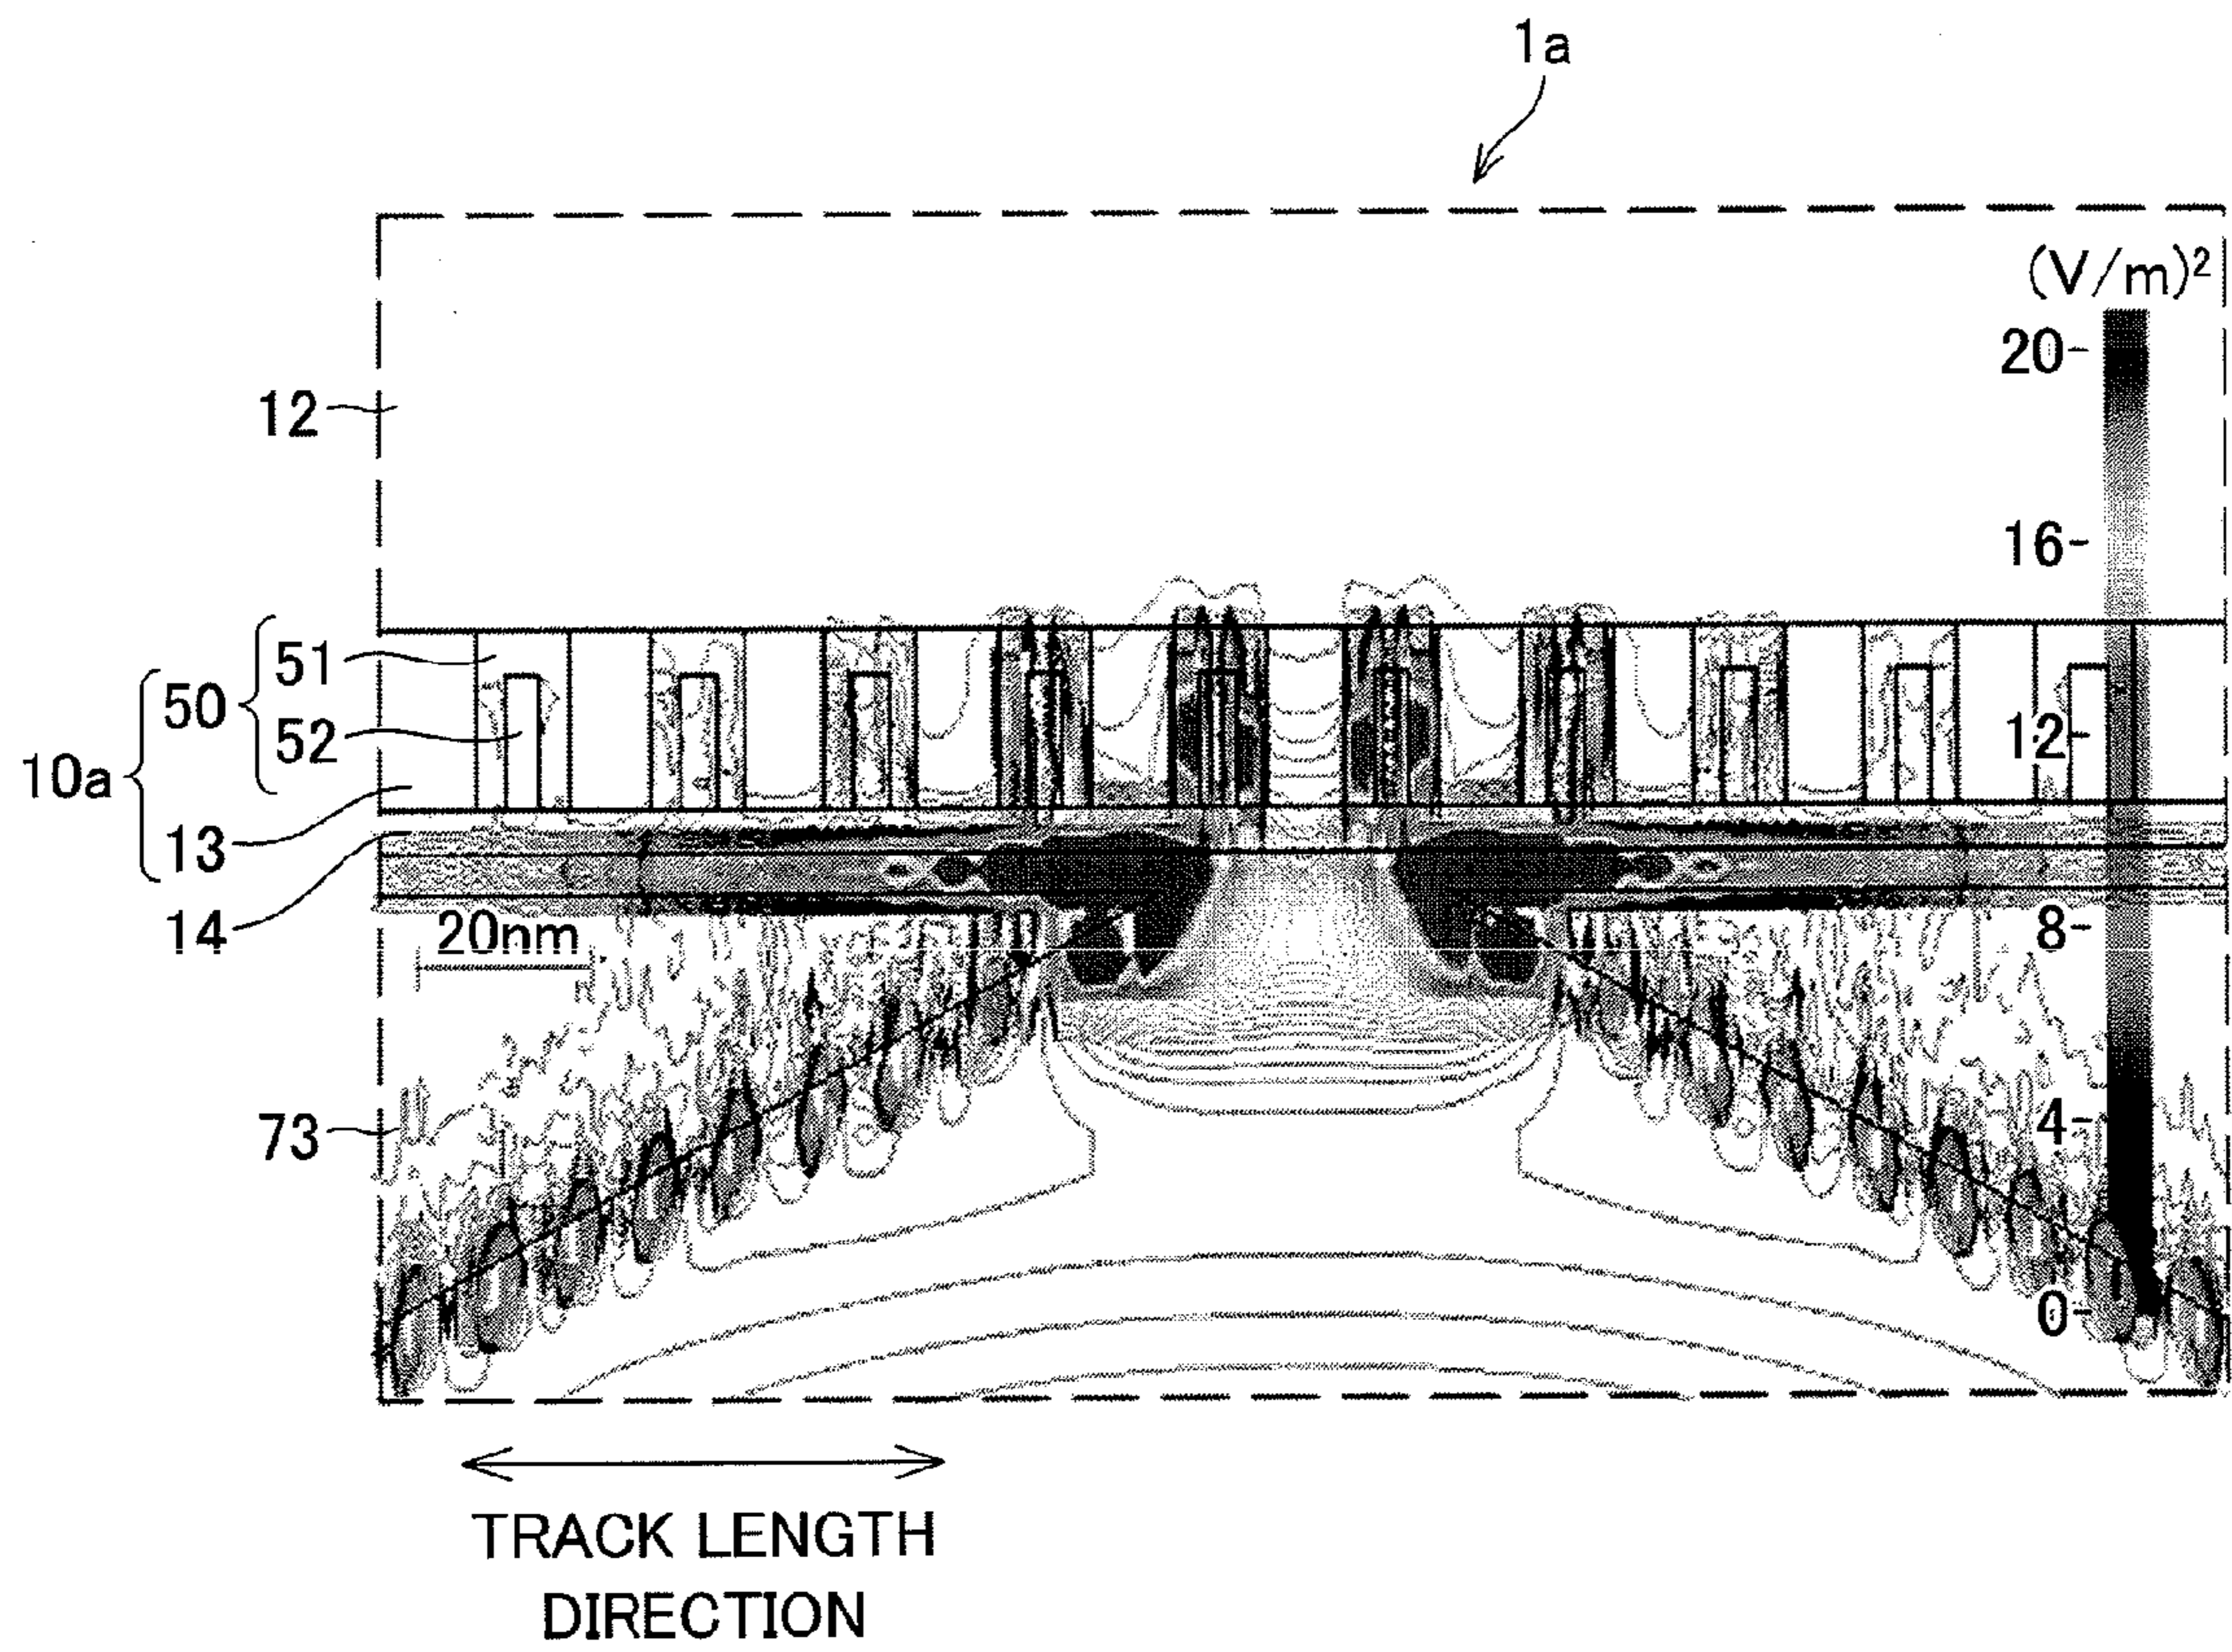 1a
(V/m)²
20
12
16
51
50
52
12
10a
13
14
20nm
8
73
4
0
TRACK LENGTH
DIRECTION